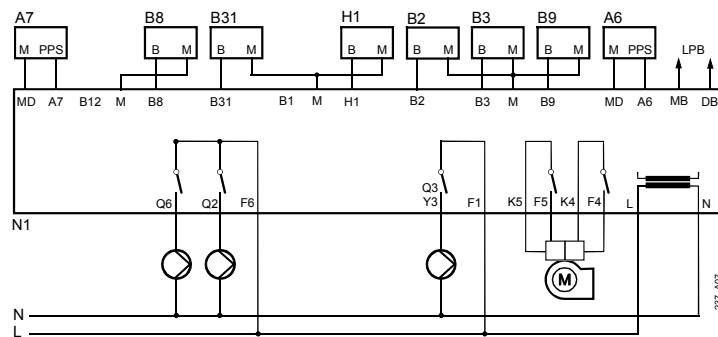 A7 B8 B31 H1 B2 B3 B9 A6
M PPS B M B M B M B M B M B M M PPS LPB
MD A7 B12 M B8 B31 B1 M H1 B2 B3 M B9 MD A6 MB DB
Q3
Q6 Q2 F6 Y3 F1 K5 F5 K4 F4 L N
N1
M
N
L